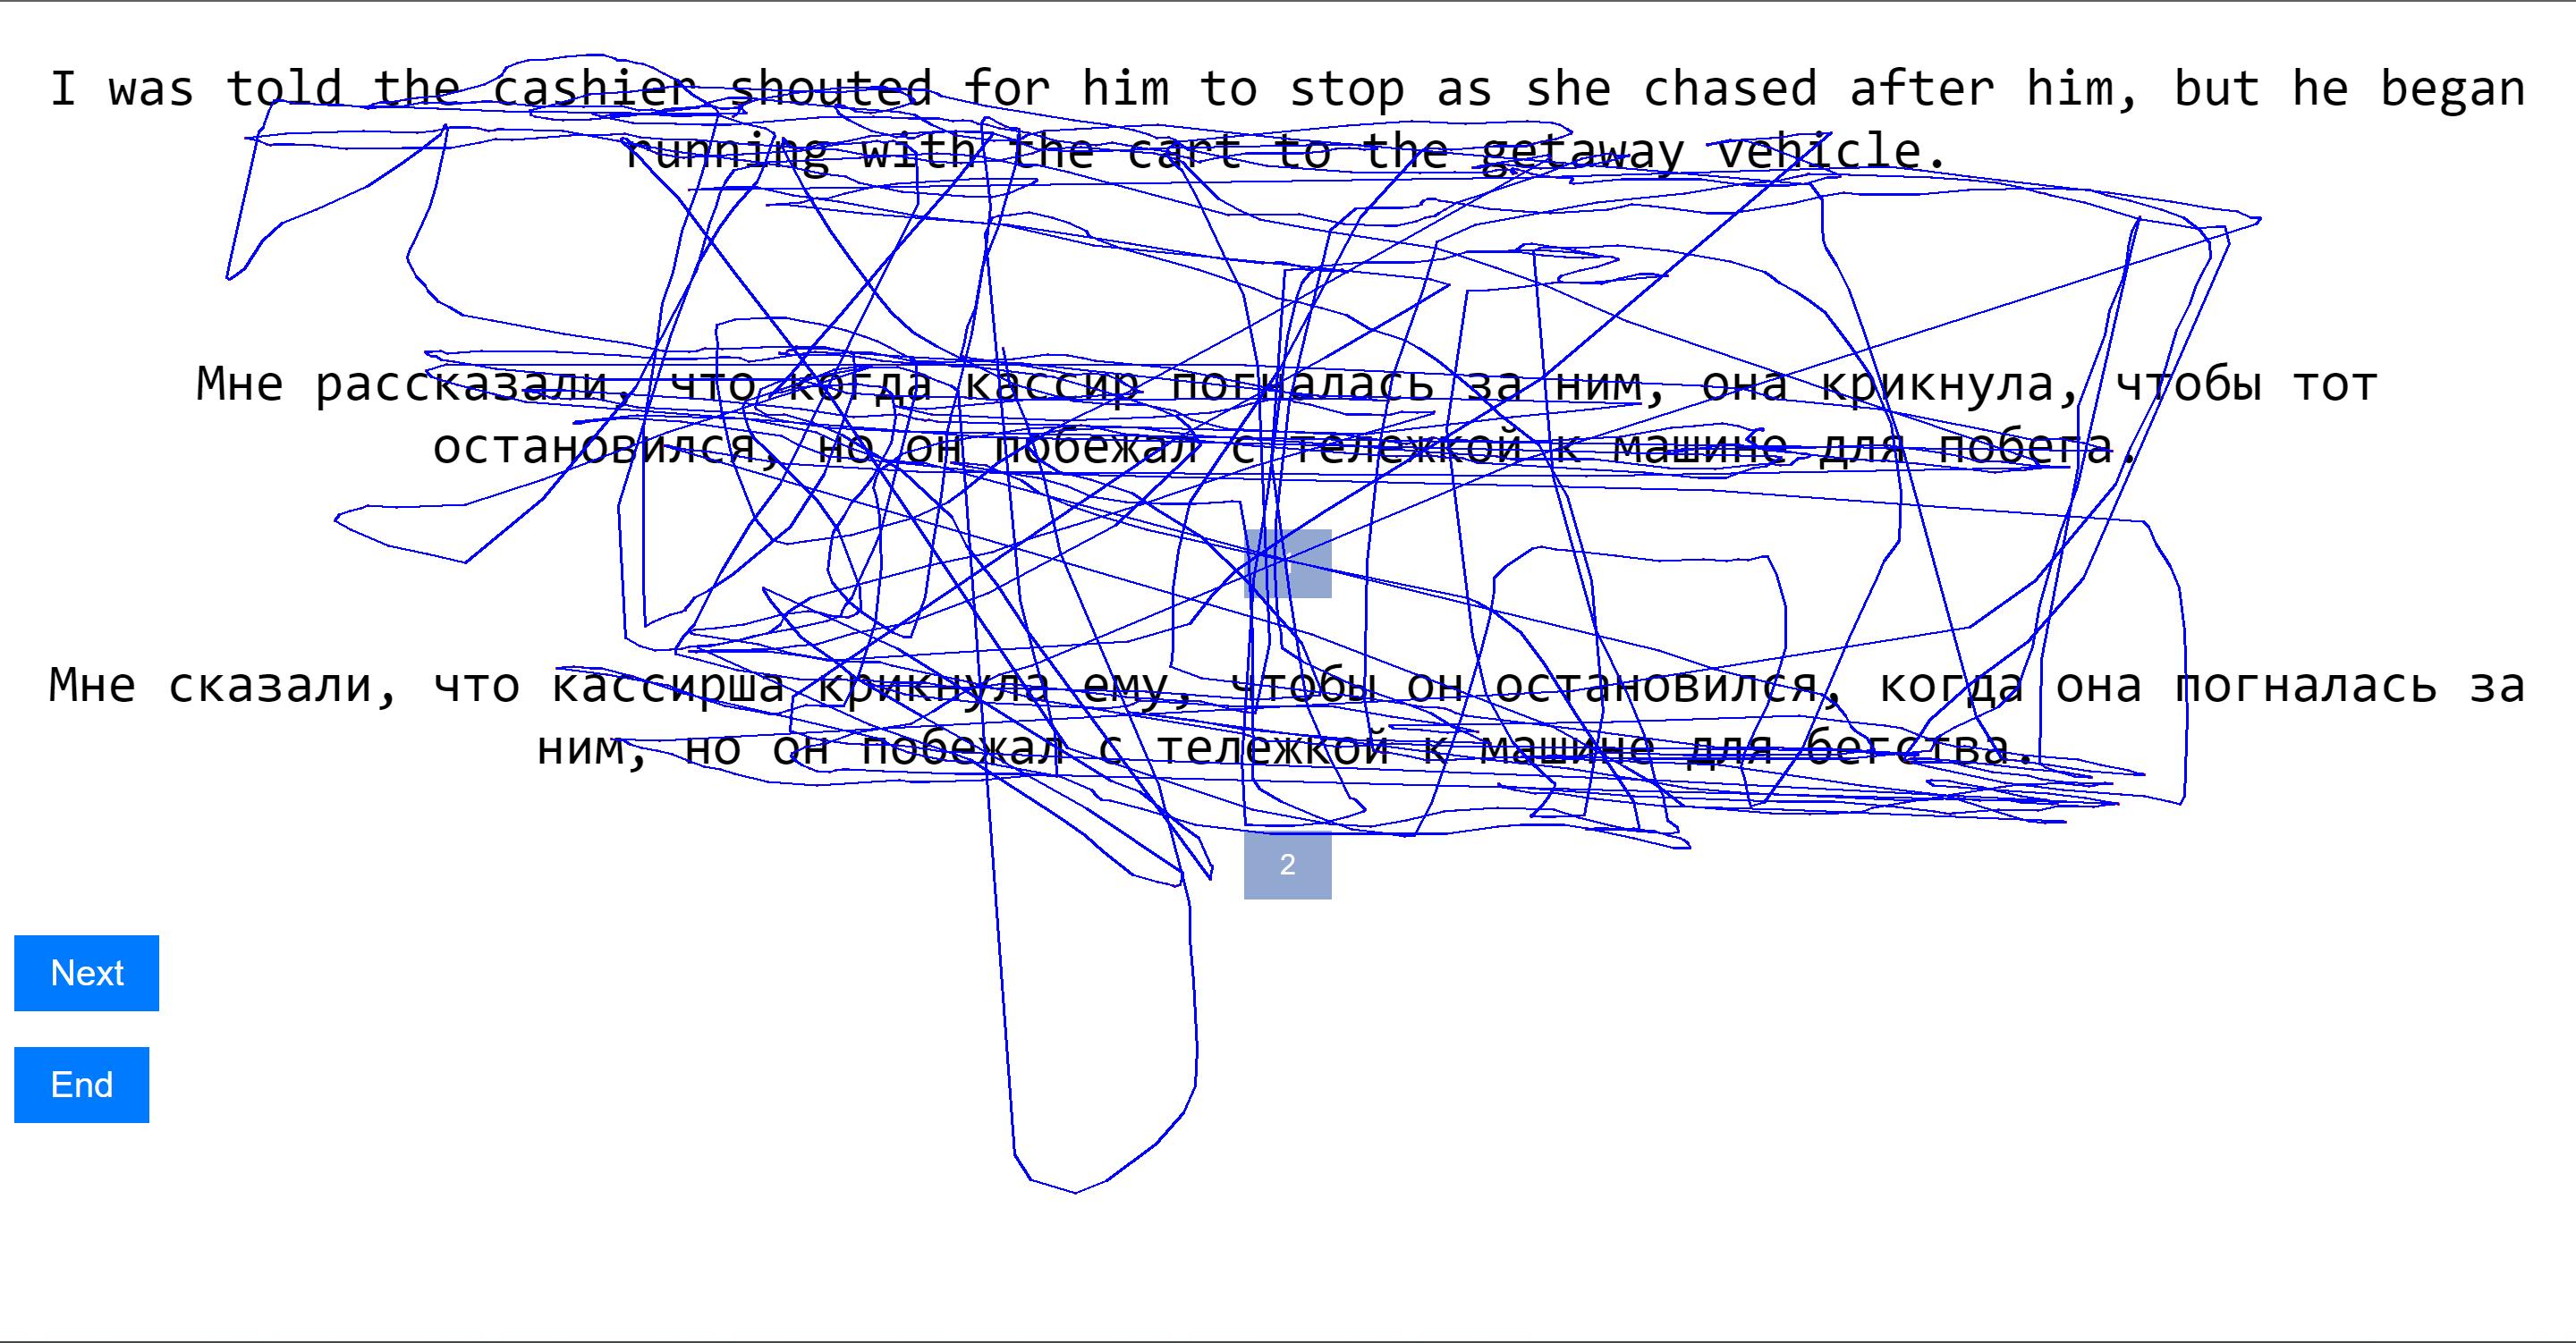 I was told the cashier shouted for him to stop as she chased after him, but he began
running with the cart to the getaway vehicle.
Мне рассказали, что когда кассир погналась за ним, она крикнула, чтобы тот
остановился, но он побежал с тележкой к машине для побега.
Мне сказали, что кассирша крикнула ему, чтобы он остановился, когда она погналась за
ним, но он побежал с тележкой к машине для бегства.
2
Next
End